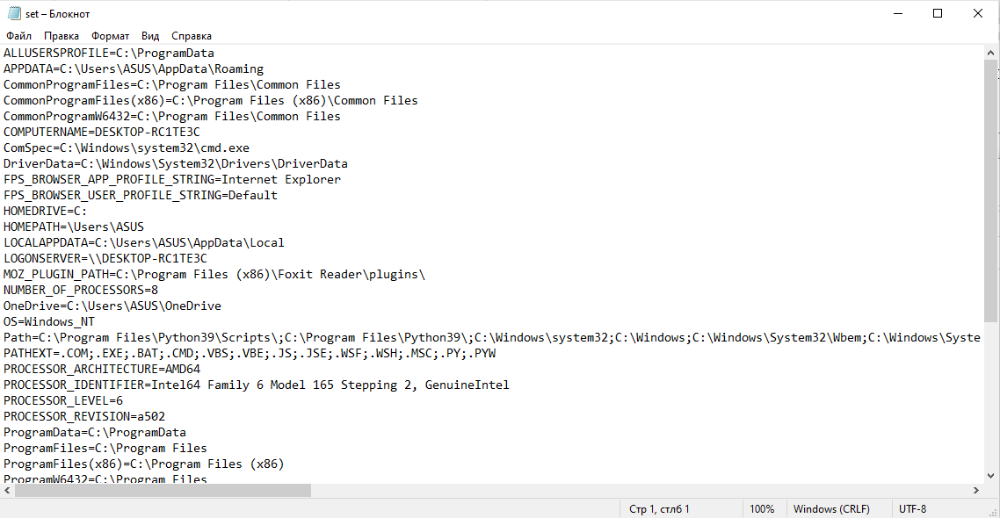 set – Блокнот
Файл Правка Формат Вид Справка
ALLUSERSPROFILE=C:\ProgramData
APPDATA=C:\Users\ASUS\AppData\Roaming
CommonProgramFiles=C:\Program Files\Common Files
CommonProgramFiles(x86)=C:\Program Files (x86)\Common Files
CommonProgramW6432=C:\Program Files\Common Files
COMPUTERNAME=DESKTOP-RC1TE3C
ComSpec=C:\Windows\system32\cmd.exe
DriverData=C:\Windows\System32\Drivers\DriverData
FPS_BROWSER_APP_PROFILE_STRING=Internet Explorer
FPS_BROWSER_USER_PROFILE_STRING=Default
HOMEDRIVE=C:
HOMEPATH=\Users\ASUS
LOCALAPPDATA=C:\Users\ASUS\AppData\Local
LOGONSERVER=\\DESKTOP-RC1TE3C
MOZ_PLUGIN_PATH=C:\Program Files (x86)\Foxit Reader\plugins\
NUMBER_OF_PROCESSORS=8
OneDrive=C:\Users\ASUS\OneDrive
OS=Windows_NT
Path=C:\Program Files\Python39\Scripts\;C:\Program Files\Python39\;C:\Windows\system32;C:\Windows;C:\Windows\System32\Wbem;C:\Windows\Syste
PATHEXT=.COM;.EXE;.BAT;.CMD;.VBS;.VBE;.JS;.JSE;.WSF;.WSH;.MSC;.PY;.PYW
PROCESSOR_ARCHITECTURE=AMD64
PROCESSOR_IDENTIFIER=Intel64 Family 6 Model 165 Stepping 2, GenuineIntel
PROCESSOR_LEVEL=6
PROCESSOR_REVISION=a502
ProgramData=C:\ProgramData
ProgramFiles=C:\Program Files
ProgramFiles(x86)=C:\Program Files (x86)
ProgramW6432=C:\Program Files
Стр 1, стлб 1 100% Windows (CRLF) UTF-8